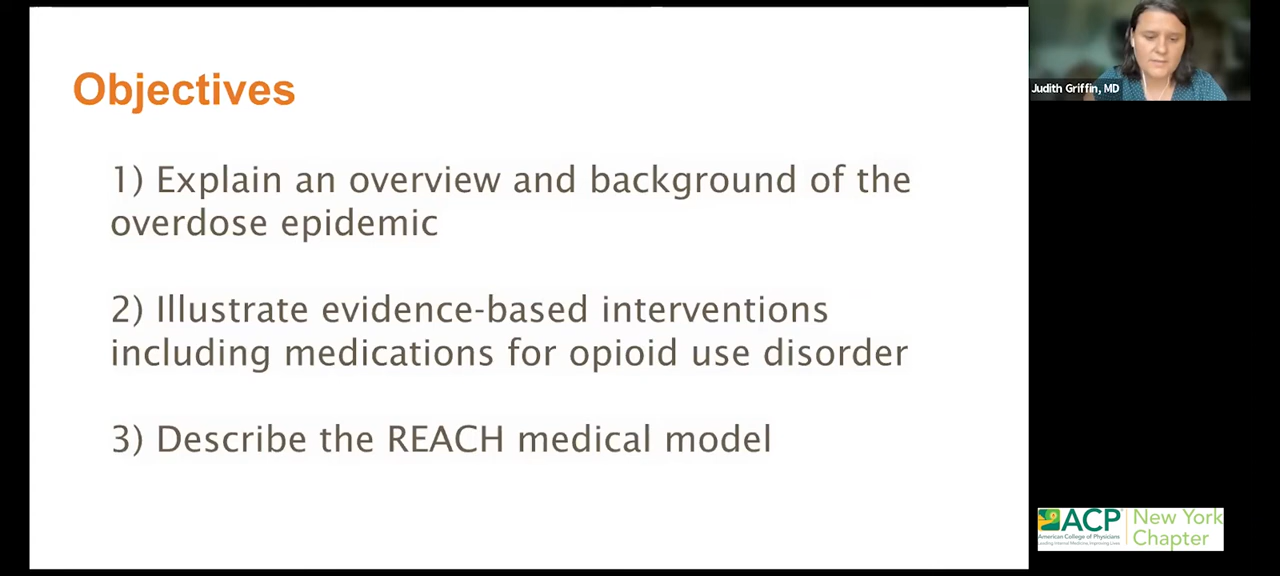 Objectives
1) Explain an overview and background of the
overdose epidemic
2) Illustrate evidence-based interventions
including medications for opioid use disorder
3) Describe the REACH medical model
Judith Griffin, MD
ACP
American College of Physicians
Leading Internal Medicine, Improving Lives
New York
Chapter